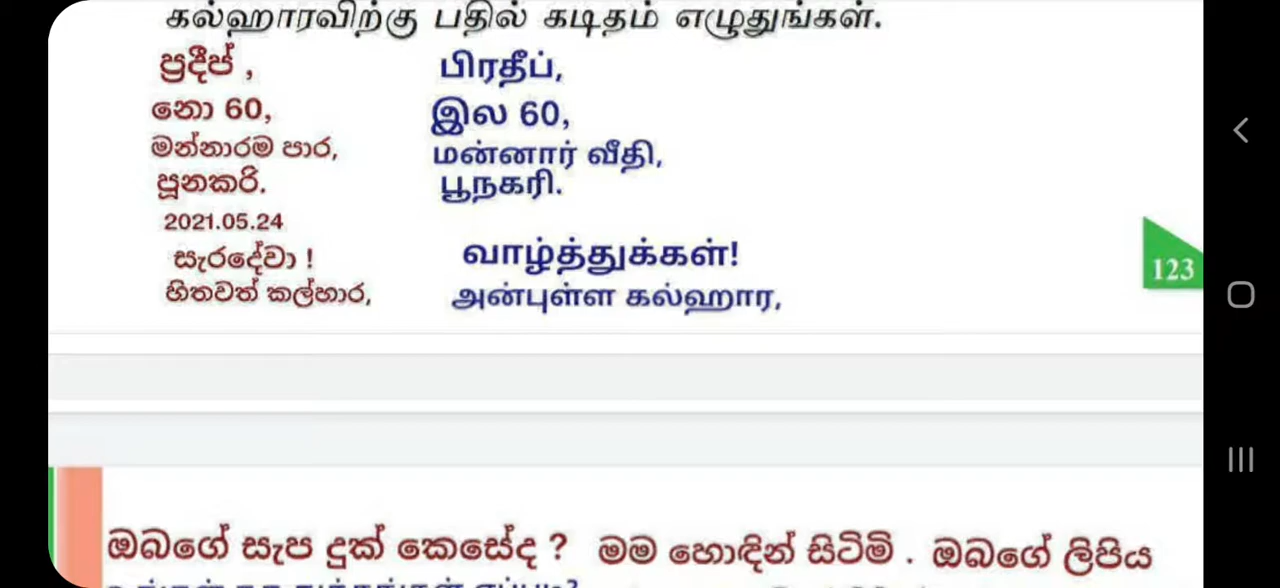 கல்ஹாரவிற்கு பதில் கடிதம் எழுதுங்கள்.
ප්‍රදීප් , பிரதீப்,
නො 60, இல 60,
මන්නාරම පාර, மன்னார் வீதி,
පූනකරි. பூநகரி.
2021.05.24
සැරදේවා ! வாழ்த்துக்கள்!
හිතවත් කල්හාර, அன்புள்ள கல்ஹார,
123
ඔබගේ සැප දුක් කෙසේද ? මම හොඳින් සිටිමි . ඔබගේ ලිපිය